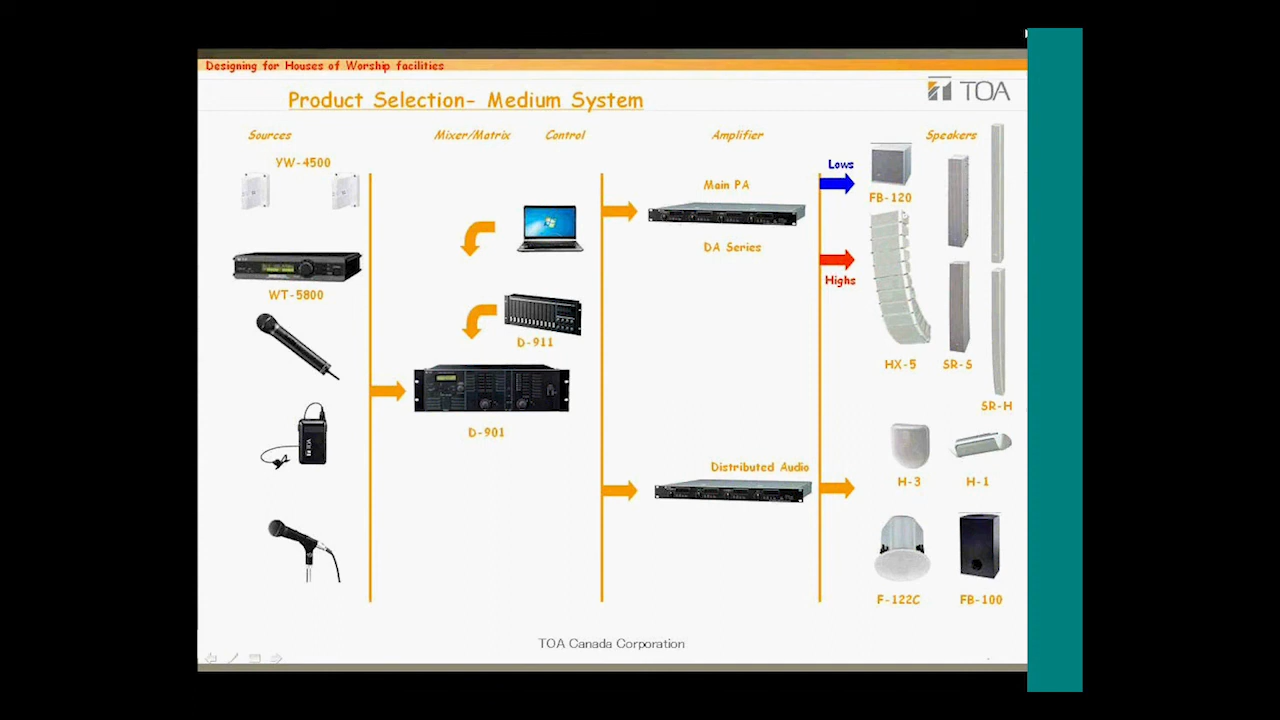 Designing for Houses of Worship facilities
Product Selection- Medium System
TOA
Sources
Mixer/Matrix
Control
Amplifier
Speakers
YW-4500
WT-5800
D-911
D-901
Main PA
DA Series
Distributed Audio
Lows
Highs
FB-120
HX-5
SR-S
SR-H
H-3
H-1
F-122C
FB-100
TOA Canada Corporation